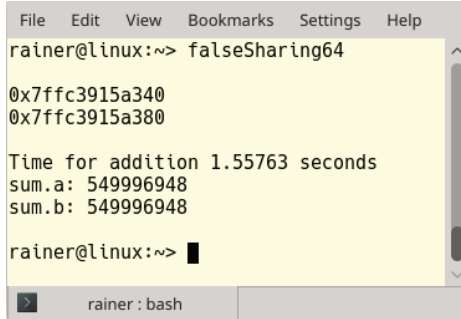 File Edit View Bookmarks Settings Help
rainer@linux:~> falseSharing64
0x7ffc3915a340
0x7ffc3915a380
Time for addition 1.55763 seconds
sum.a: 549996948
sum.b: 549996948
rainer@linux:~>
rainer : bash